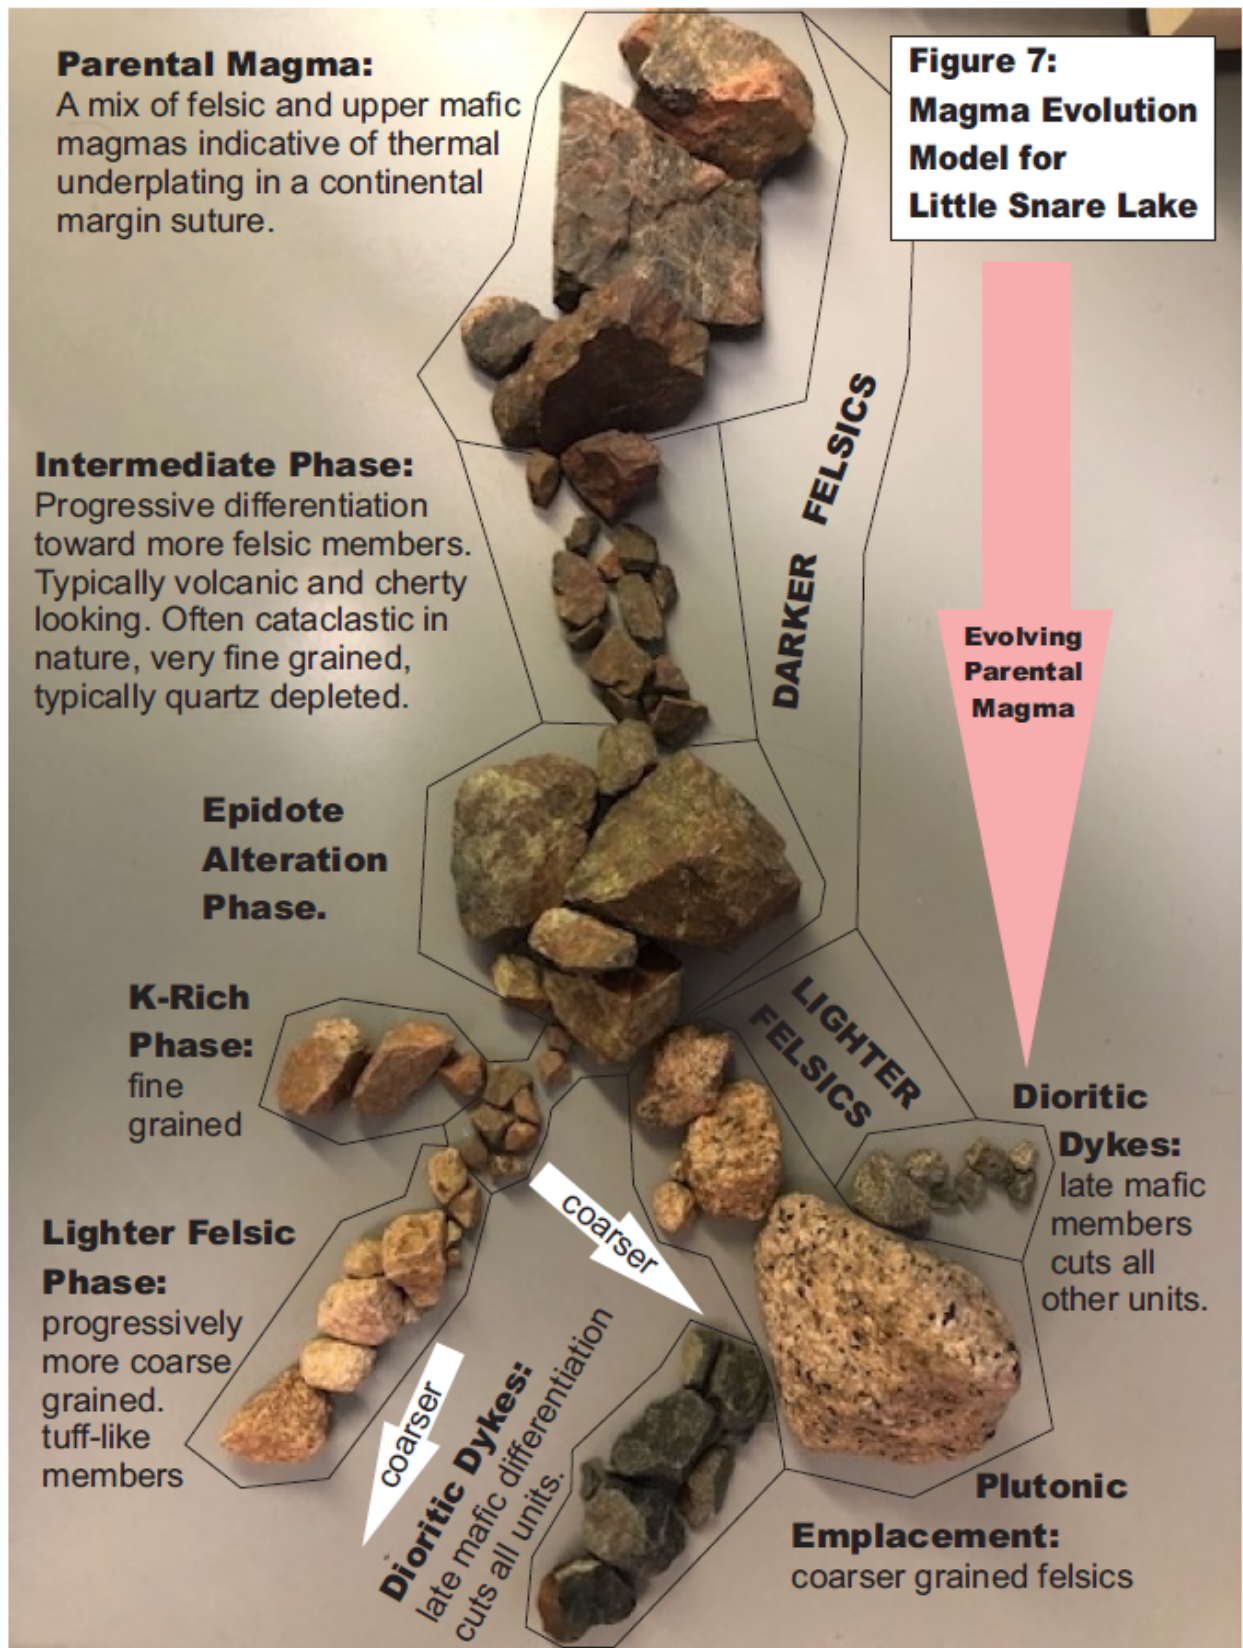 Parental Magma:
A mix of felsic and upper mafic
magmas indicative of thermal
underplating in a continental
margin suture.
Figure 7:
Magma Evolution
Model for
Little Snare Lake
Intermediate Phase:
Progressive differentiation
toward more felsic members.
Typically volcanic and cherty
looking. Often cataclastic in
nature, very fine grained,
typically quartz depleted.
DARKER FELSICS
Evolving
Parental
Magma
Epidote
Alteration
Phase.
K-Rich
Phase:
fine
grained
LIGHTER
FELSICS
Dioritic
Dykes:
late mafic
members
cuts all
other units.
Lighter Felsic
Phase:
progressively
more coarse
grained.
tuff-like
members
coarser
coarser
Dioritic Dykes:
late mafic differentiation
cuts all units.
Plutonic
Emplacement:
coarser grained felsics